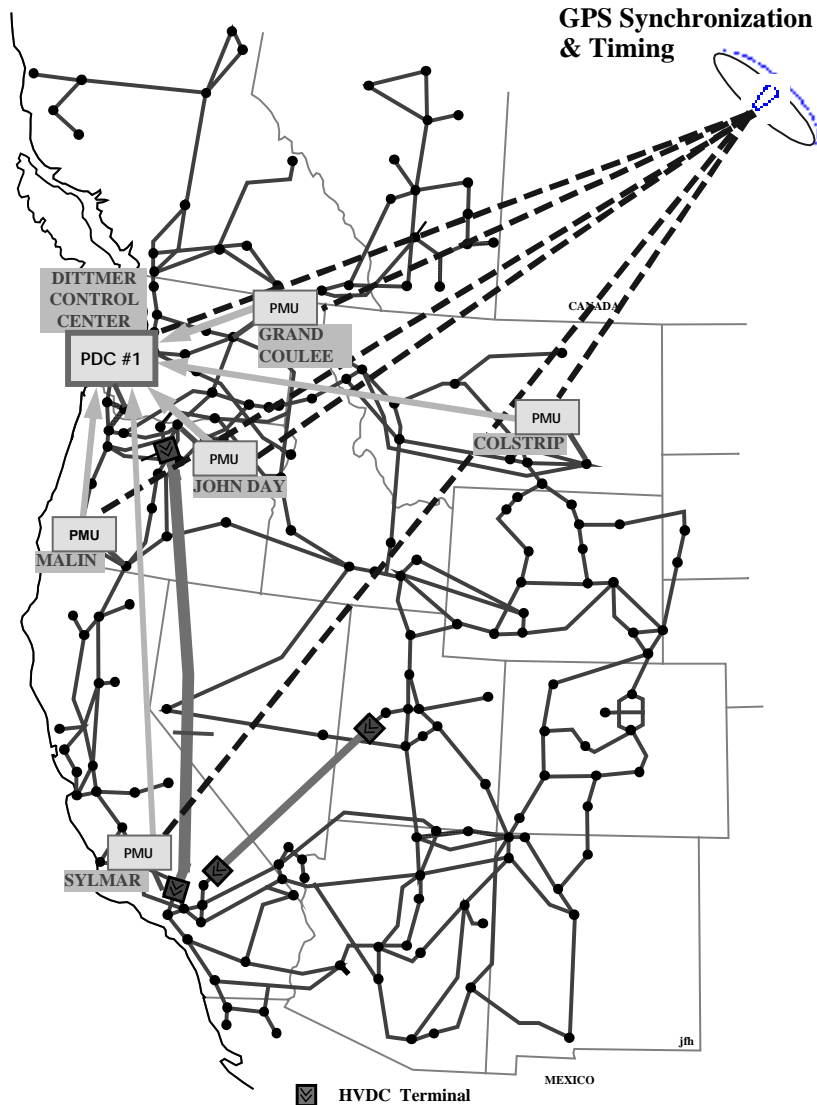 GPS Synchronization
& Timing
DITTMER
CONTROL
CENTER
PDC #1
PMU
GRAND
COULEE
CANADA
PMU
COLSTRIP
PMU
JOHN DAY
PMU
MALIN
PMU
SYLMAR
jfh
MEXICO
HVDC Terminal